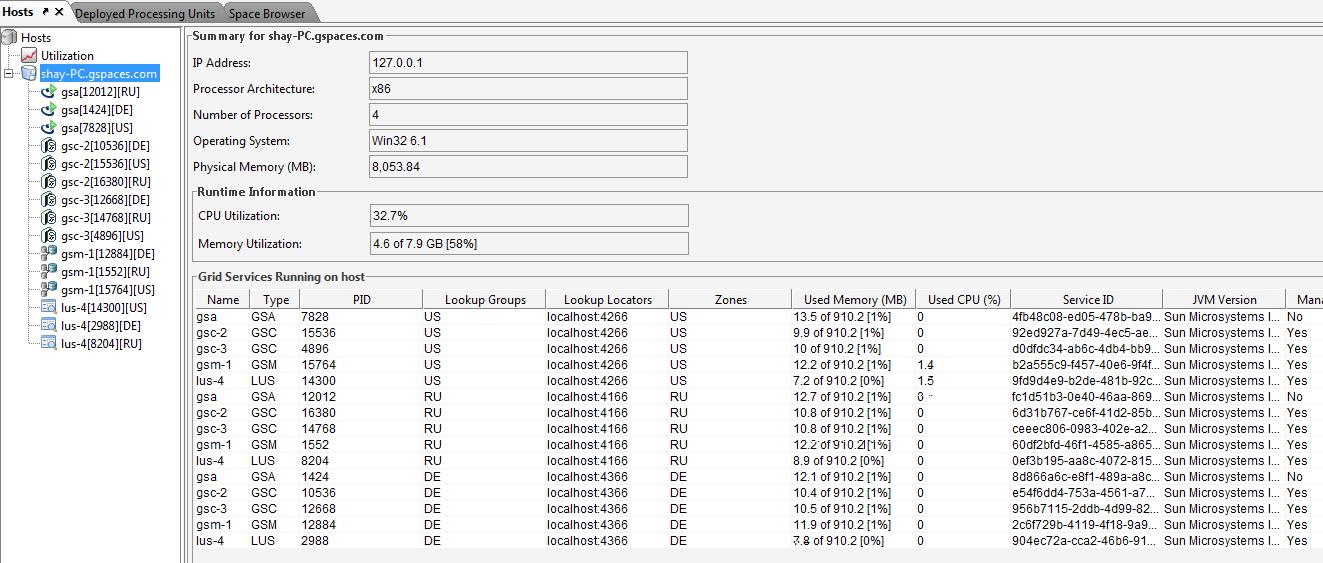 Hosts Deployed Processing Units Space Browser
Hosts
Utilization
shay-PC.gspaces.com
gsa[12012][RU]
gsa[1424][DE]
gsa[7828][US]
gsc-2[10536][DE]
gsc-2[15536][US]
gsc-2[16380][RU]
gsc-3[12668][DE]
gsc-3[14768][RU]
gsc-3[4896][US]
gsm-1[12884][DE]
gsm-1[1552][RU]
gsm-1[15764][US]
lus-4[14300][US]
lus-4[2988][DE]
lus-4[8204][RU]
Summary for shay-PC.gspaces.com
IP Address: 127.0.0.1
Processor Architecture: x86
Number of Processors: 4
Operating System: Win32 6.1
Physical Memory (MB): 8,053.84
Runtime Information
CPU Utilization: 32.7%
Memory Utilization: 4.6 of 7.9 GB [58%]
Grid Services Running on host
Name Type PID Lookup Groups Lookup Locators Zones Used Memory (MB) Used CPU (%) Service ID JVM Version Mana
gsa GSA 7828 US localhost:4266 US 13.5 of 910.2 [1%] 0 4fb48c08-ed05-478b-ba9... Sun Microsystems I... No
gsc-2 GSC 15536 US localhost:4266 US 9.9 of 910.2 [1%] 0 92ed927a-7d49-4ec5-ae... Sun Microsystems I... Yes
gsc-3 GSC 4896 US localhost:4266 US 10 of 910.2 [1%] 0 d0dfdc34-ab6c-4db4-bb9... Sun Microsystems I... Yes
gsm-1 GSM 15764 US localhost:4266 US 12.2 of 910.2 [1%] 1.4 b2a555c9-f457-40e6-9f4f... Sun Microsystems I... Yes
lus-4 LUS 14300 US localhost:4266 US 7.2 of 910.2 [0%] 1.5 9fd9d4e9-b2de-481b-92c... Sun Microsystems I... Yes
gsa GSA 12012 RU localhost:4166 RU 12.7 of 910.2 [1%] fc1d51b3-0e40-46aa-869... Sun Microsystems I... No
gsc-2 GSC 16380 RU localhost:4166 RU 10.8 of 910.2 [1%] 0 6d31b767-ce6f-41d2-85b... Sun Microsystems I... Yes
gsc-3 GSC 14768 RU localhost:4166 RU 10.8 of 910.2 [1%] 0 ceeec806-0983-402e-a2... Sun Microsystems I... Yes
gsm-1 GSM 1552 RU localhost:4166 RU 12.2 of 910.2 [1%] 0 60df2bfd-46f1-4585-a865... Sun Microsystems I... Yes
lus-4 LUS 8204 RU localhost:4166 RU 8.9 of 910.2 [0%] 0 0ef3b195-aa8c-4072-815... Sun Microsystems I... Yes
gsa GSA 1424 DE localhost:4366 DE 12.1 of 910.2 [1%] 0 8d866a6c-e8f1-489a-a8c... Sun Microsystems I... No
gsc-2 GSC 10536 DE localhost:4366 DE 10.4 of 910.2 [1%] 0 e54f6dd4-753a-4561-a7... Sun Microsystems I... Yes
gsc-3 GSC 12668 DE localhost:4366 DE 10.5 of 910.2 [1%] 0 956b7115-2ddb-4d99-82... Sun Microsystems I... Yes
gsm-1 GSM 12884 DE localhost:4366 DE 11.9 of 910.2 [1%] 0 2c6f729b-4119-4f18-9a9... Sun Microsystems I... Yes
lus-4 LUS 2988 DE localhost:4366 DE 7.8 of 910.2 [0%] 0 904ec72a-cca2-46b6-91... Sun Microsystems I... Yes